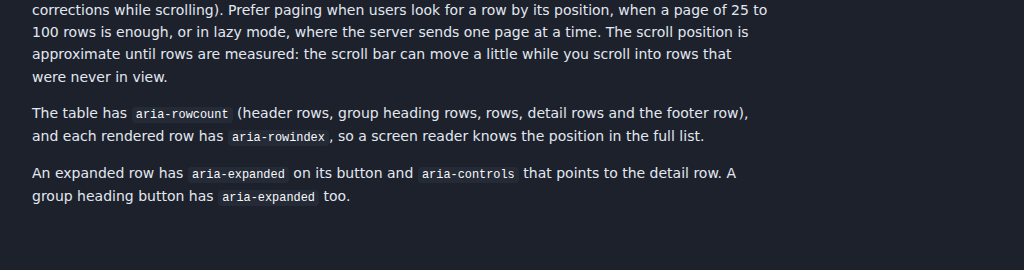 corrections while scrolling). Prefer paging when users look for a row by its position, when a page of 25 to
100 rows is enough, or in lazy mode, where the server sends one page at a time. The scroll position is
approximate until rows are measured: the scroll bar can move a little while you scroll into rows that
were never in view.
The table has aria-rowcount (header rows, group heading rows, rows, detail rows and the footer row),
and each rendered row has aria-rowindex, so a screen reader knows the position in the full list.
An expanded row has aria-expanded on its button and aria-controls that points to the detail row. A
group heading button has aria-expanded too.